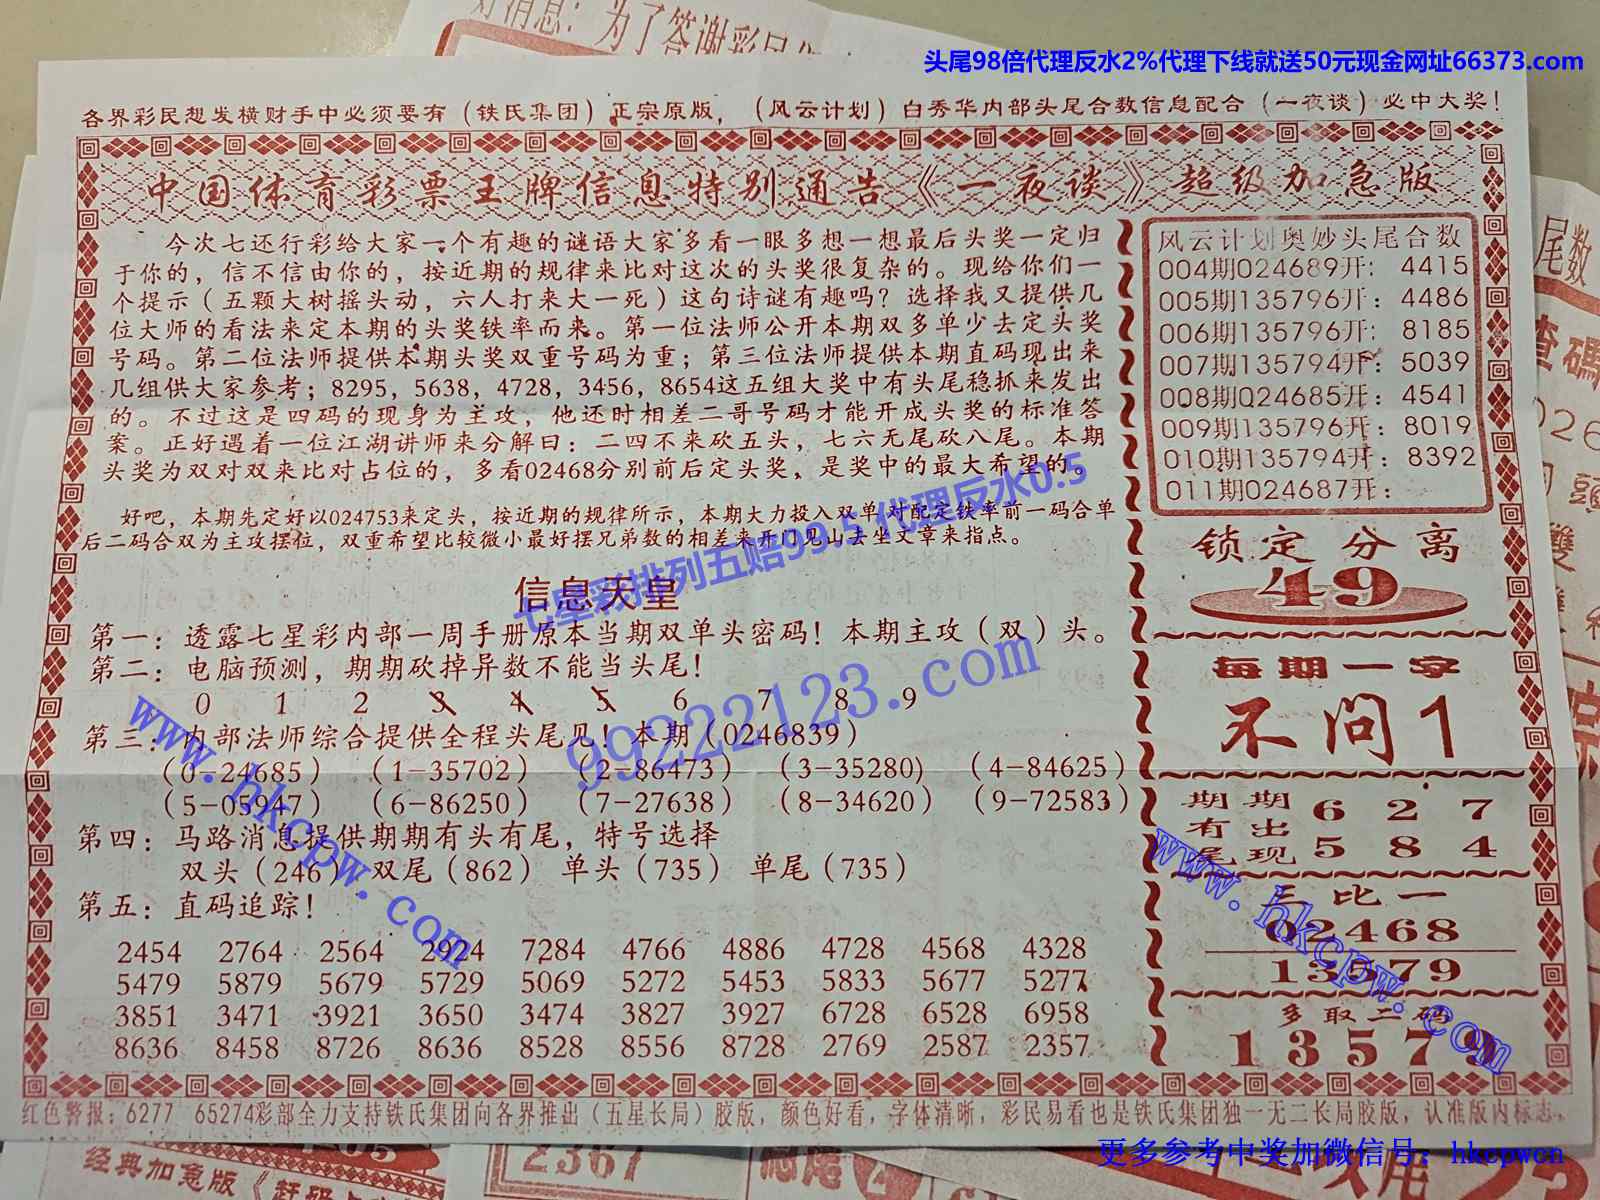 好消息：为了答谢彩民
头尾98倍代理反水2%代理下线就送50元现金网址66373.com
各界彩民想发横财手中必须要有（铁氏集团）正宗原版，（风云计划）白秀华内部头尾合数信息配合（一夜谈）必中大奖！
中国体育彩票王牌信息特别通告《一夜谈》超级加急版
今次七还行彩给大家一个有趣的谜语大家多看一眼多想一想最后头奖一定归
于你的，信不信由你的，按近期的规律来比对这次的头奖很复杂的。现给你们一
个提示（五颗大树摇头动，六人打来大一死）这句诗谜有趣吗？选择我又提供几
位大师的看法来定本期的头奖铁率而来。第一位法师公开本期双多单少去定头奖
号码。第二位法师提供本期头奖双重号码为重；第三位法师提供本期直码现出来
几组供大家参考；8295，5638，4728，3456，8654这五组大奖中有头尾稳抓来发出
的。不过这是四码的现身为主攻，他还时相差二哥号码才能开成头奖的标准答
案。正好遇着一位江湖讲师来分解曰：二四不来砍五头，七六无尾砍八尾。本期
头奖为双对双来比对占位的，多看02468分别前后定头奖，是奖中的最大希望的。
好吧，本期先定好以024753来定头，按近期的规律所示，本期大力投入双单对配定铁率前一码合单
后二码合双为主攻摆位，双重希望比较微小最好摆兄弟数的相差来开门见山去坐文章来指点。
七星彩排列五赔99.5 代理反水0.5
信息天皇
第一：透露七星彩内部一周手册原本当期双单头密码！本期主攻（双）头。
第二：电脑预测，期期砍掉异数不能当头尾！
0 1 2 3 4 5 6 7 8 9
第三：内部法师综合提供全程头尾见！本期（0246839）
（0-24685）（1-35702）（2-86473）（3-35280）（4-84625）
（5-05947）（6-86250）（7-27638）（8-34620）（9-72583）
第四：马路消息提供期期有头有尾，特号选择
双头（246）双尾（862）单头（735）单尾（735）
第五：直码追踪！
2454 2764 2564 2924 7284 4766 4886 4728 4568 4328
5479 5879 5679 5729 5069 5272 5453 5833 5677 5277
3851 3471 3921 3650 3474 3827 3927 6728 6528 6958
8636 8458 8726 8636 8528 8556 8728 2769 2587 2357
99222123.com
www.hkcpw.com
风云计划奥妙头尾合数
004期024689开：4415
005期135796开：4486
006期135796开：8185
007期135794开：5039
008期024685开：4541
009期135796开：8019
010期135794开：8392
011期024687开：
锁定分离
49
每期一字
不问1
期期 6 2 7
有出
尾现 5 8 4
比一
02468
13579
多取二码
13579
www.hkcpw.com
红色警报：6277 65274彩部全力支持铁氏集团向各界推出（五星长局）胶版，颜色好看，字体清晰，彩民易看也是铁氏集团独一无二长局胶版，认准版内标志。
更多参考中奖加微信号：hkcpwcn
经典加急版
2367
尾数
查碼
026